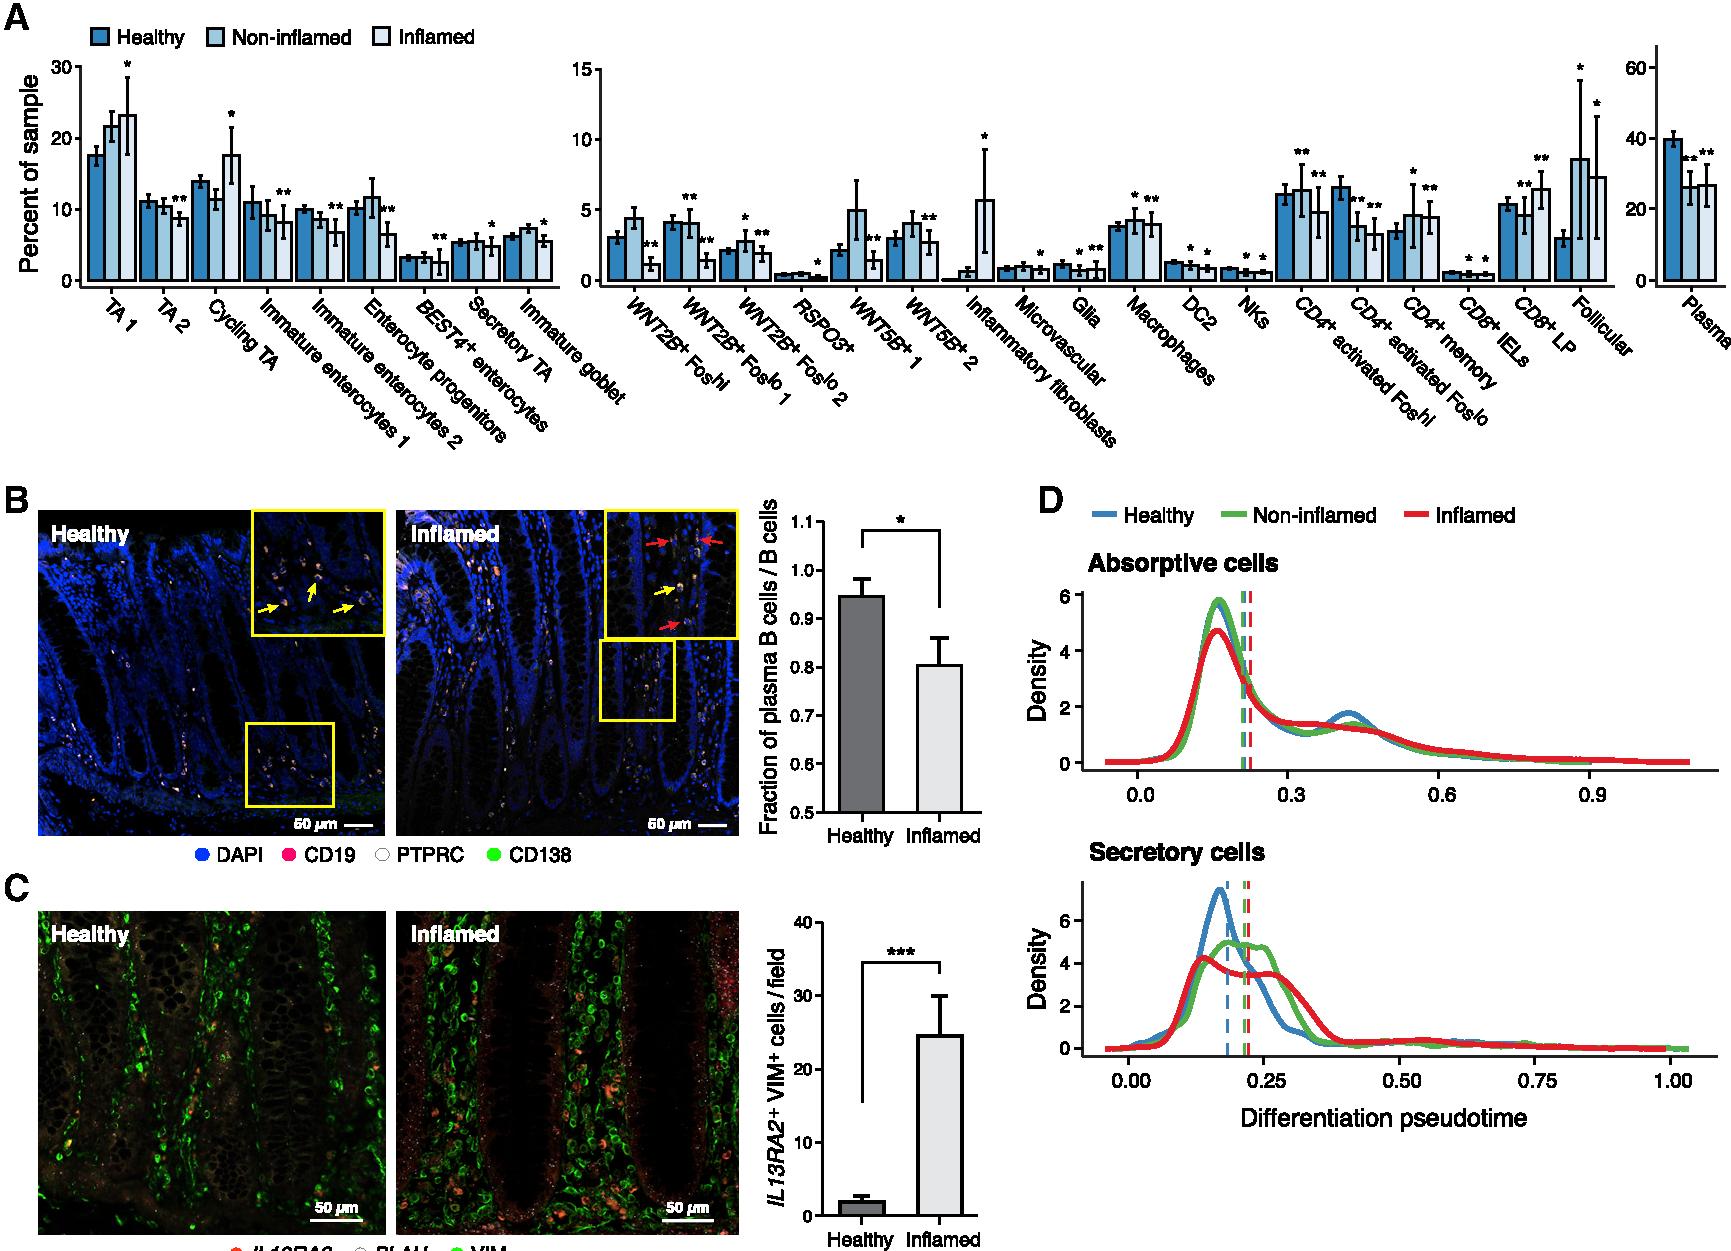 A
Healthy Non-inflamed Inflamed
Percent of sample
30
20
10
0
* ** * ** ** ** ** * *
TA 1
TA 2
Cycling TA
Immature enterocytes 1
Immature enterocytes 2
Enterocyte progenitors
BEST4+ enterocytes
Secretory TA
Immature goblet
15
10
5
0
** ** ** * ** * ** ** * * * ** * ** * * * * ** ** ** ** * ** * * ** ** * *
WNT2B+ Foshi
WNT2B+ Foslo 1
WNT2B+ Foslo 2
RSPO3+
WNT5B+ 1
WNT5B+ 2
Inflammatory fibroblasts
Microvascular
Glia
Macrophages
DC2
NKs
CD4+ activated Foshi
CD4+ activated Foslo
CD4+ memory
CD8+ IELs
CD8+ LP
Follicular
60
40
20
0
** **
Plasma
B
Healthy
50 µm
Inflamed
50 µm
DAPI CD19 PTPRC CD138
Fraction of plasma B cells / B cells
1.1
1.0
0.9
0.8
0.7
0.6
0.5
*
Healthy Inflamed
C
Healthy
50 µm
Inflamed
50 µm
IL13RA2 PLAU VIM
IL13RA2+ VIM+ cells / field
40
30
20
10
0
***
Healthy Inflamed
D
Healthy Non-inflamed Inflamed
Absorptive cells
Density
6
4
2
0
0.0 0.3 0.6 0.9
Secretory cells
Density
6
4
2
0
0.00 0.25 0.50 0.75 1.00
Differentiation pseudotime